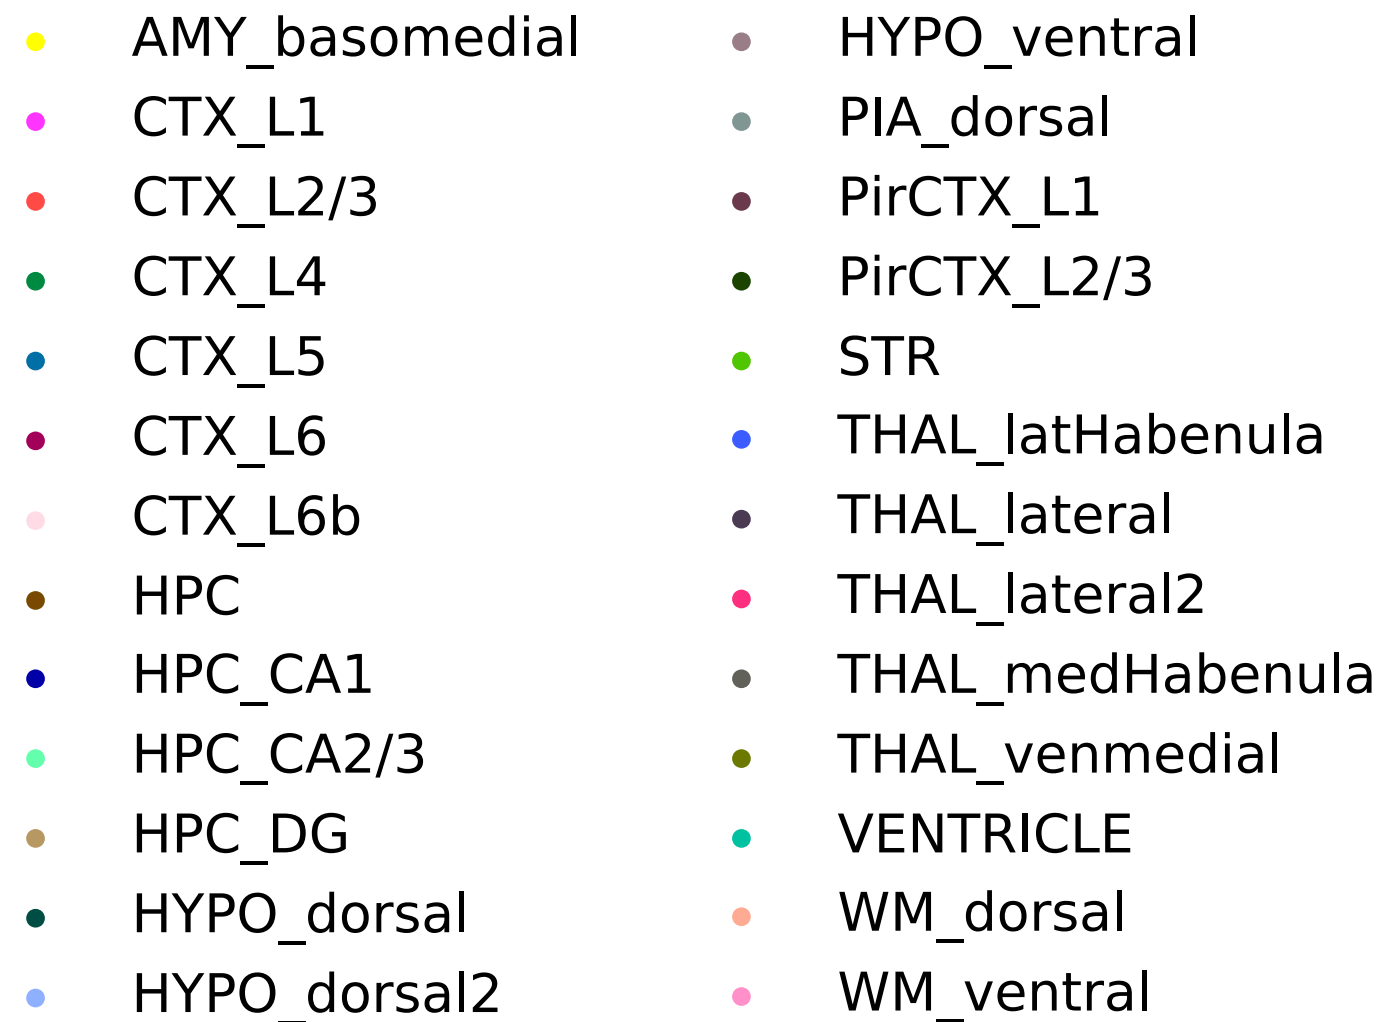 AMY_basomedial
CTX_L1
CTX_L2/3
CTX_L4
CTX_L5
CTX_L6
CTX_L6b
HPC
HPC_CA1
HPC_CA2/3
HPC_DG
HYPO_dorsal
HYPO_dorsal2
HYPO_ventral
PIA_dorsal
PirCTX_L1
PirCTX_L2/3
STR
THAL_latHabenula
THAL_lateral
THAL_lateral2
THAL_medHabenula
THAL_venmedial
VENTRICLE
WM_dorsal
WM_ventral